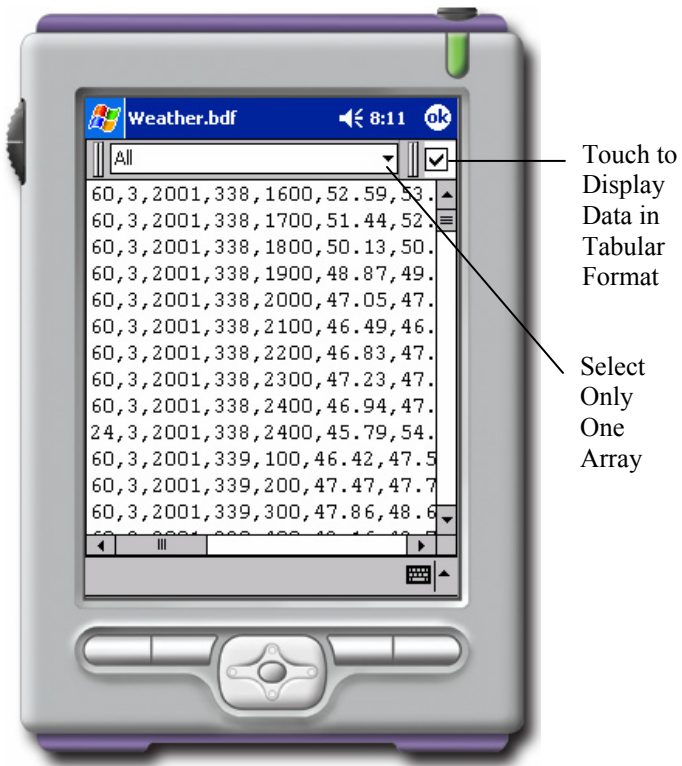 Weather.bdf 8:11 ok
All
60,3,2001,338,1600,52.59,53.
60,3,2001,338,1700,51.44,52.
60,3,2001,338,1800,50.13,50.
60,3,2001,338,1900,48.87,49.
60,3,2001,338,2000,47.05,47.
60,3,2001,338,2100,46.49,46.
60,3,2001,338,2200,46.83,47.
60,3,2001,338,2300,47.23,47.
60,3,2001,338,2400,46.94,47.
24,3,2001,338,2400,45.79,54.
60,3,2001,339,100,46.42,47.5
60,3,2001,339,200,47.47,47.7
60,3,2001,339,300,47.86,48.6
Touch to
Display
Data in
Tabular
Format
Select
Only
One
Array